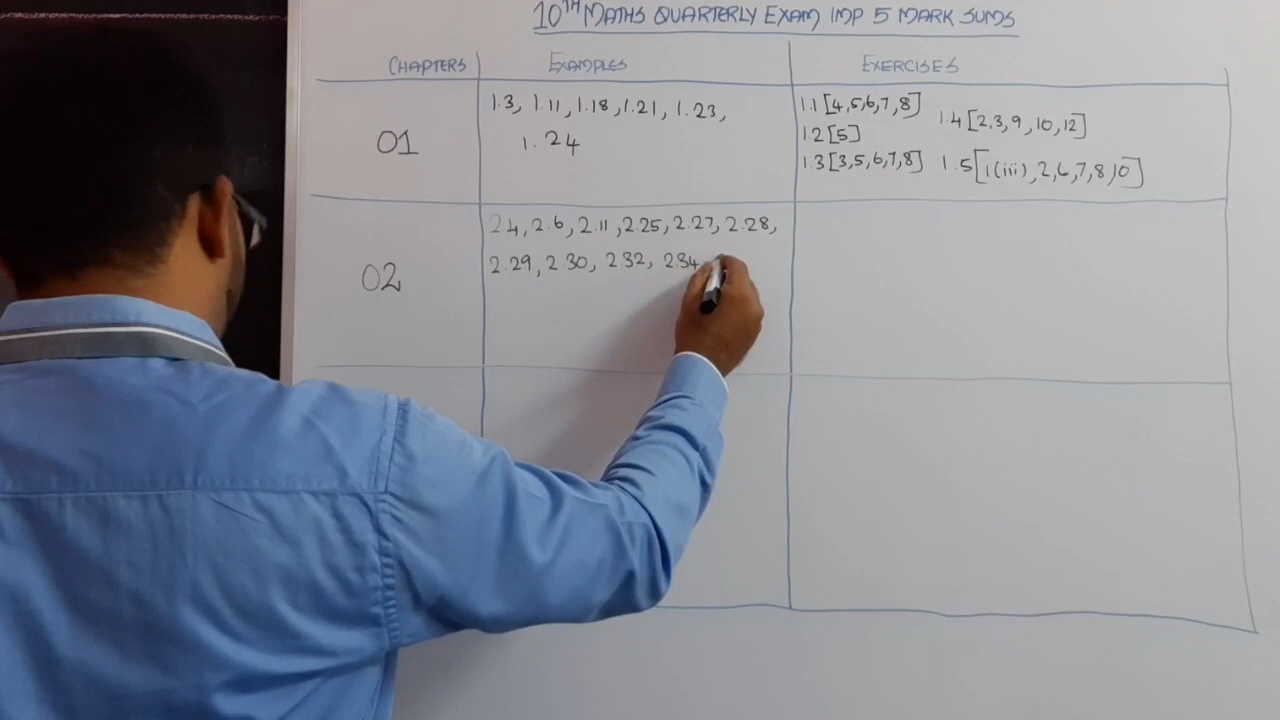 10TH MATHS QUARTERLY EXAM IMP 5 MARK SUMS
CHAPTERS EXAMPLES EXERCISES
01
1.3, 1.11, 1.18, 1.21, 1.23,
1.24
1.1 [4,5,6,7,8]
1.2 [5]
1.3 [3,5,6,7,8]
1.4 [2,3,9,10,12]
1.5 [1(iii), 2,6,7,8,10]
02
2.4, 2.6, 2.11, 2.25, 2.27, 2.28,
2.29, 2.30, 2.32, 2.34